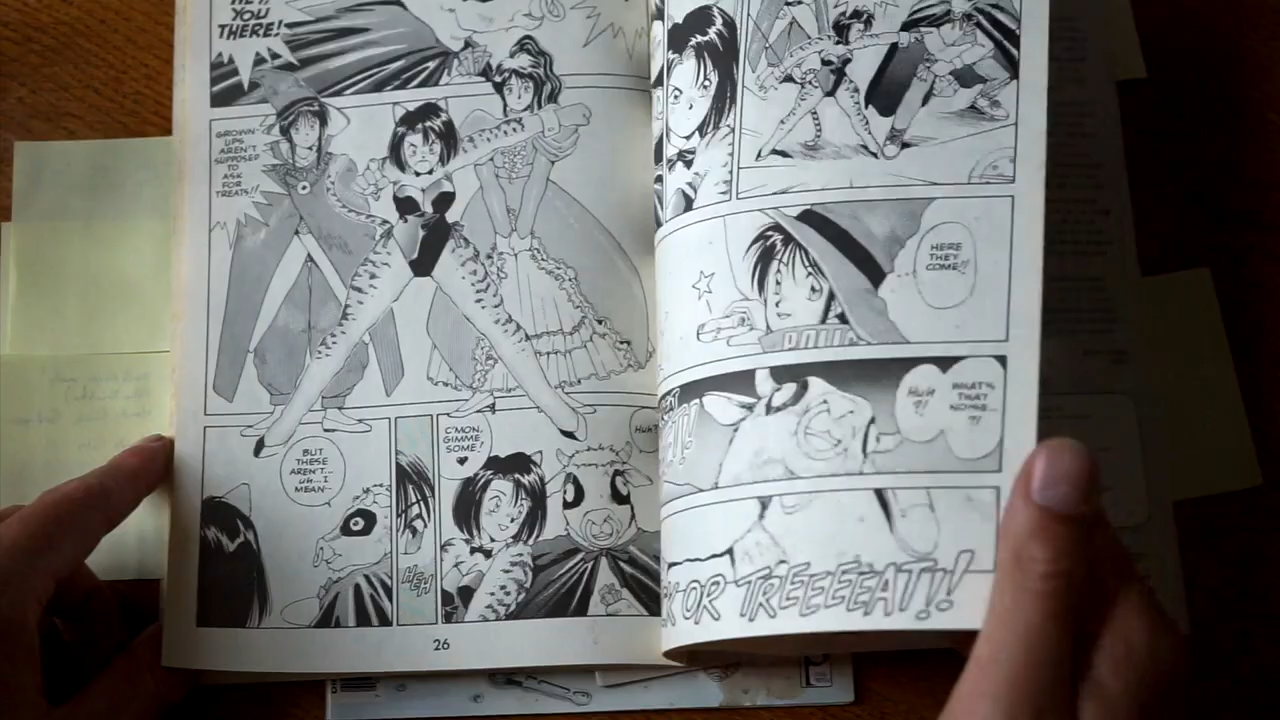 YOU
THERE!
GROWN-
UPS
AREN'T
SUPPOSED
TO
ASK
FOR
TREATS!!
BUT
THESE
AREN'T...
UH...I
MEAN--
HEH
C'MON,
GIMME
SOME!
HUH?
26
HERE
THEY
COME!!
HUH
?!
WHAT'S
THAT
NOISE...
?!
OR TREEEEEAT!!